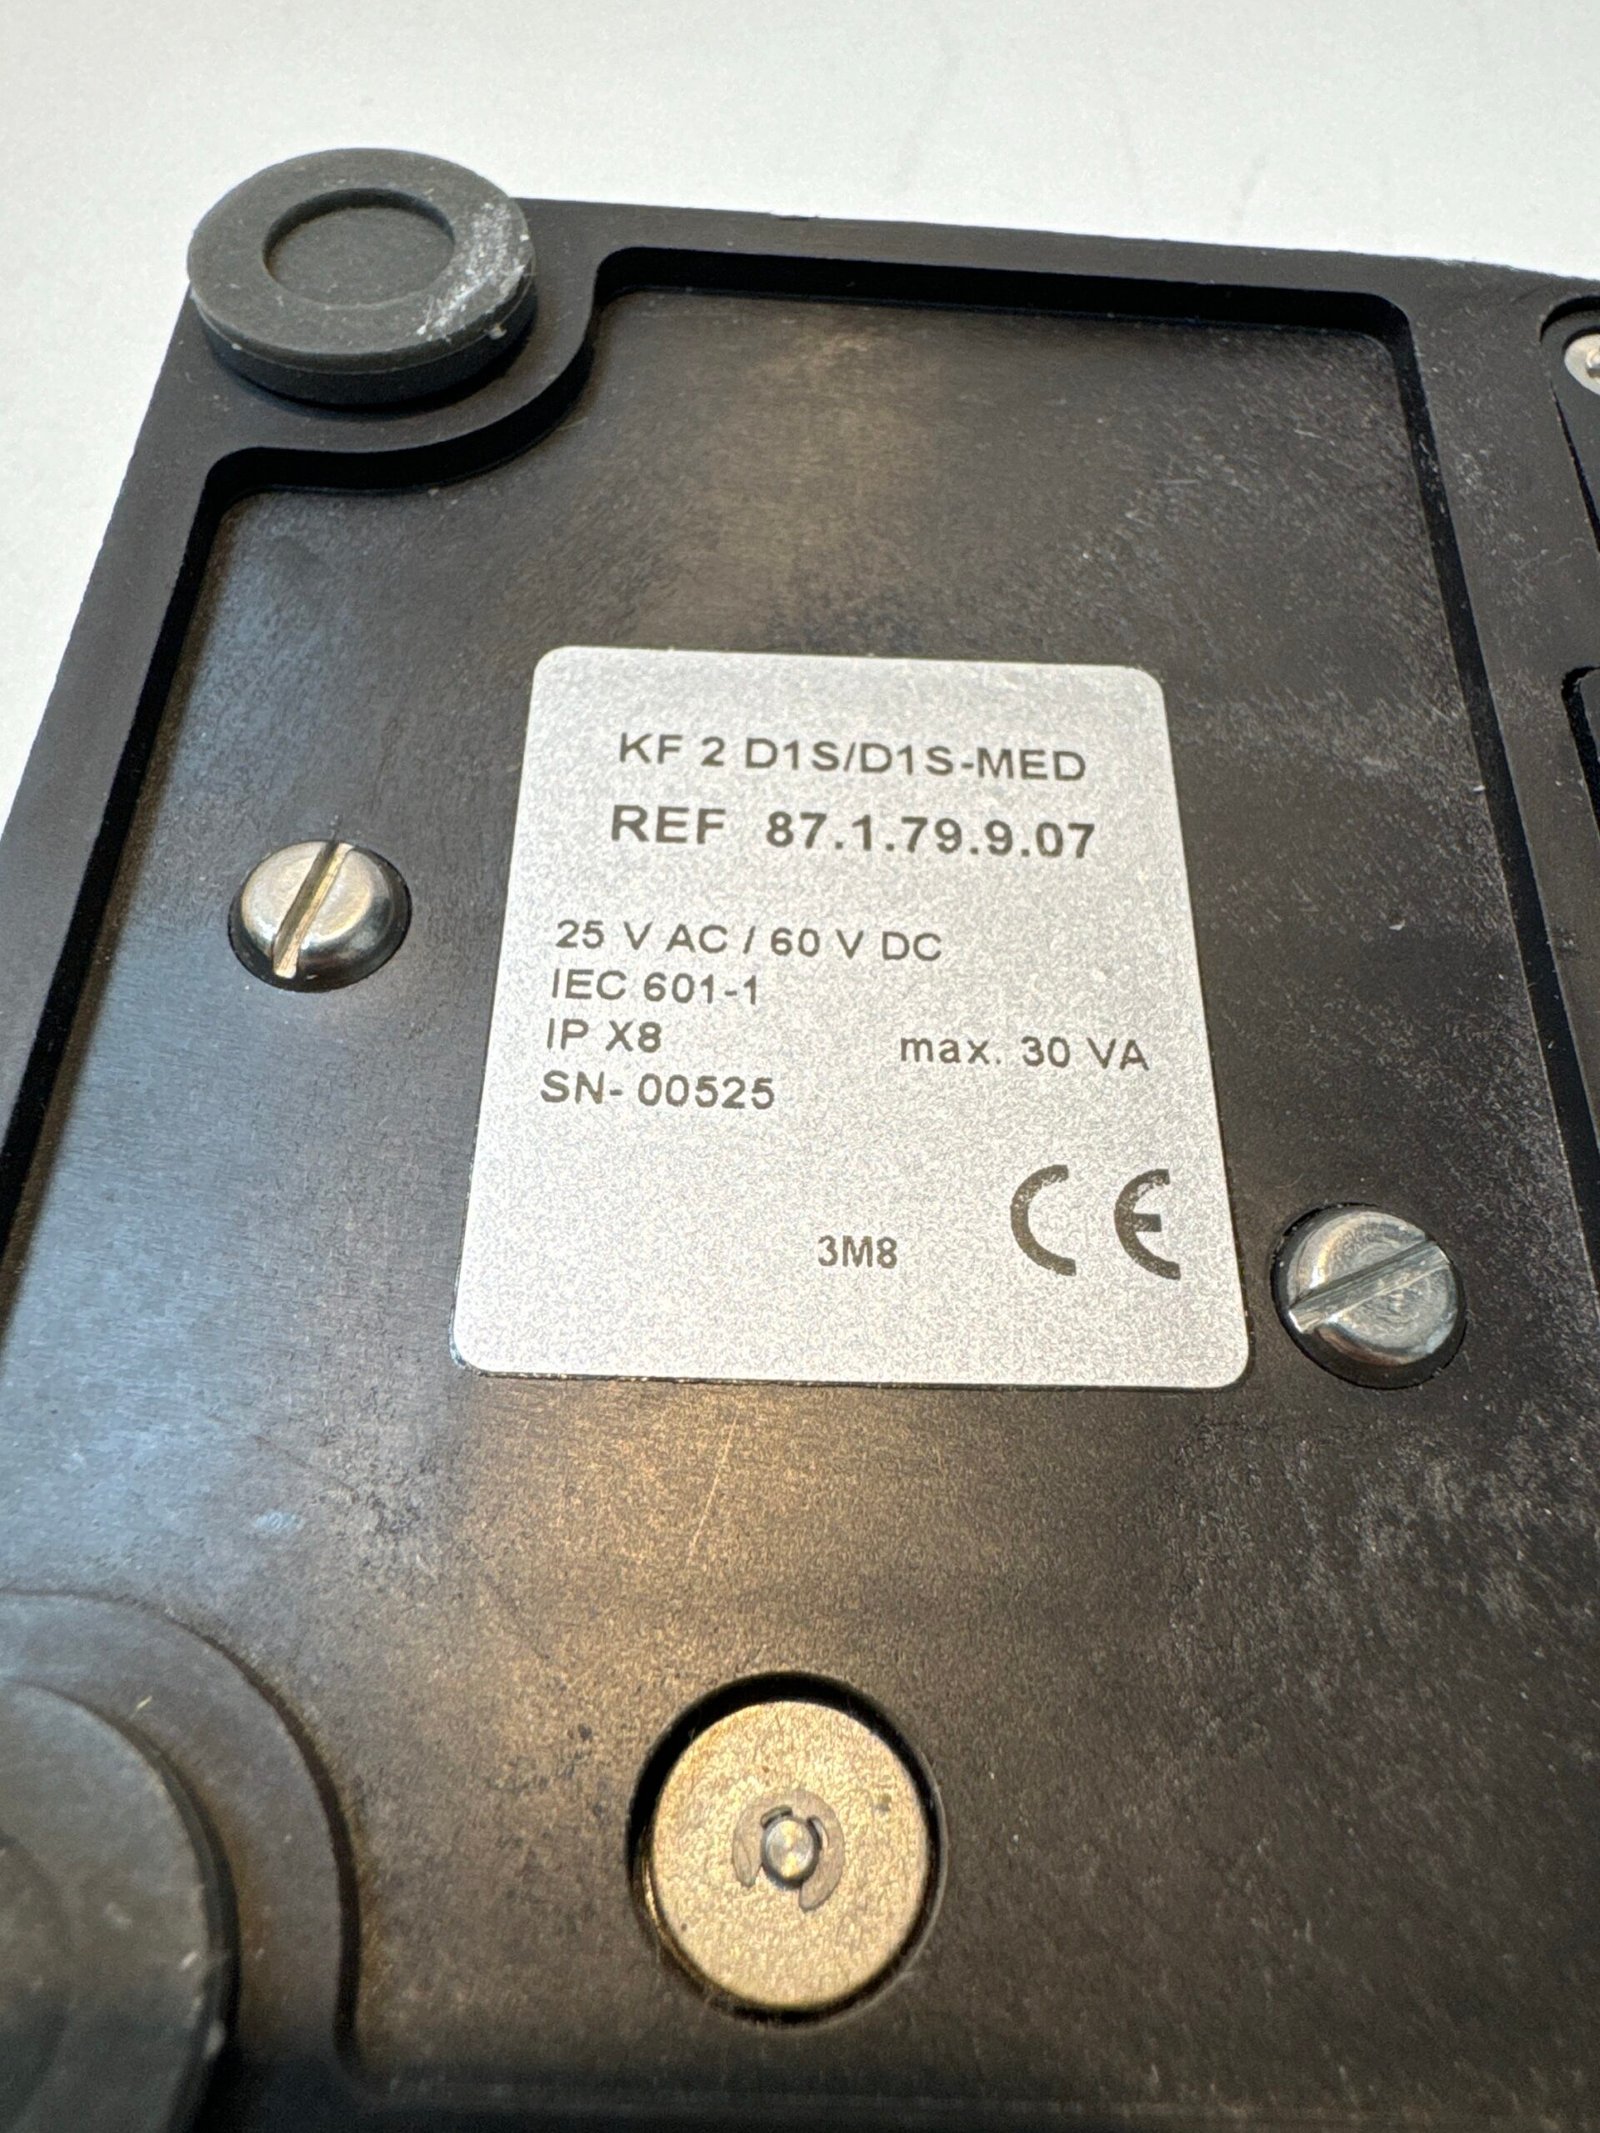 KF 2 D1S/D1S-MED
REF 87.1.79.9.07
25 V AC / 60 V DC
IEC 601-1
IP X8 max. 30 VA
SN- 00525
3M8 CE